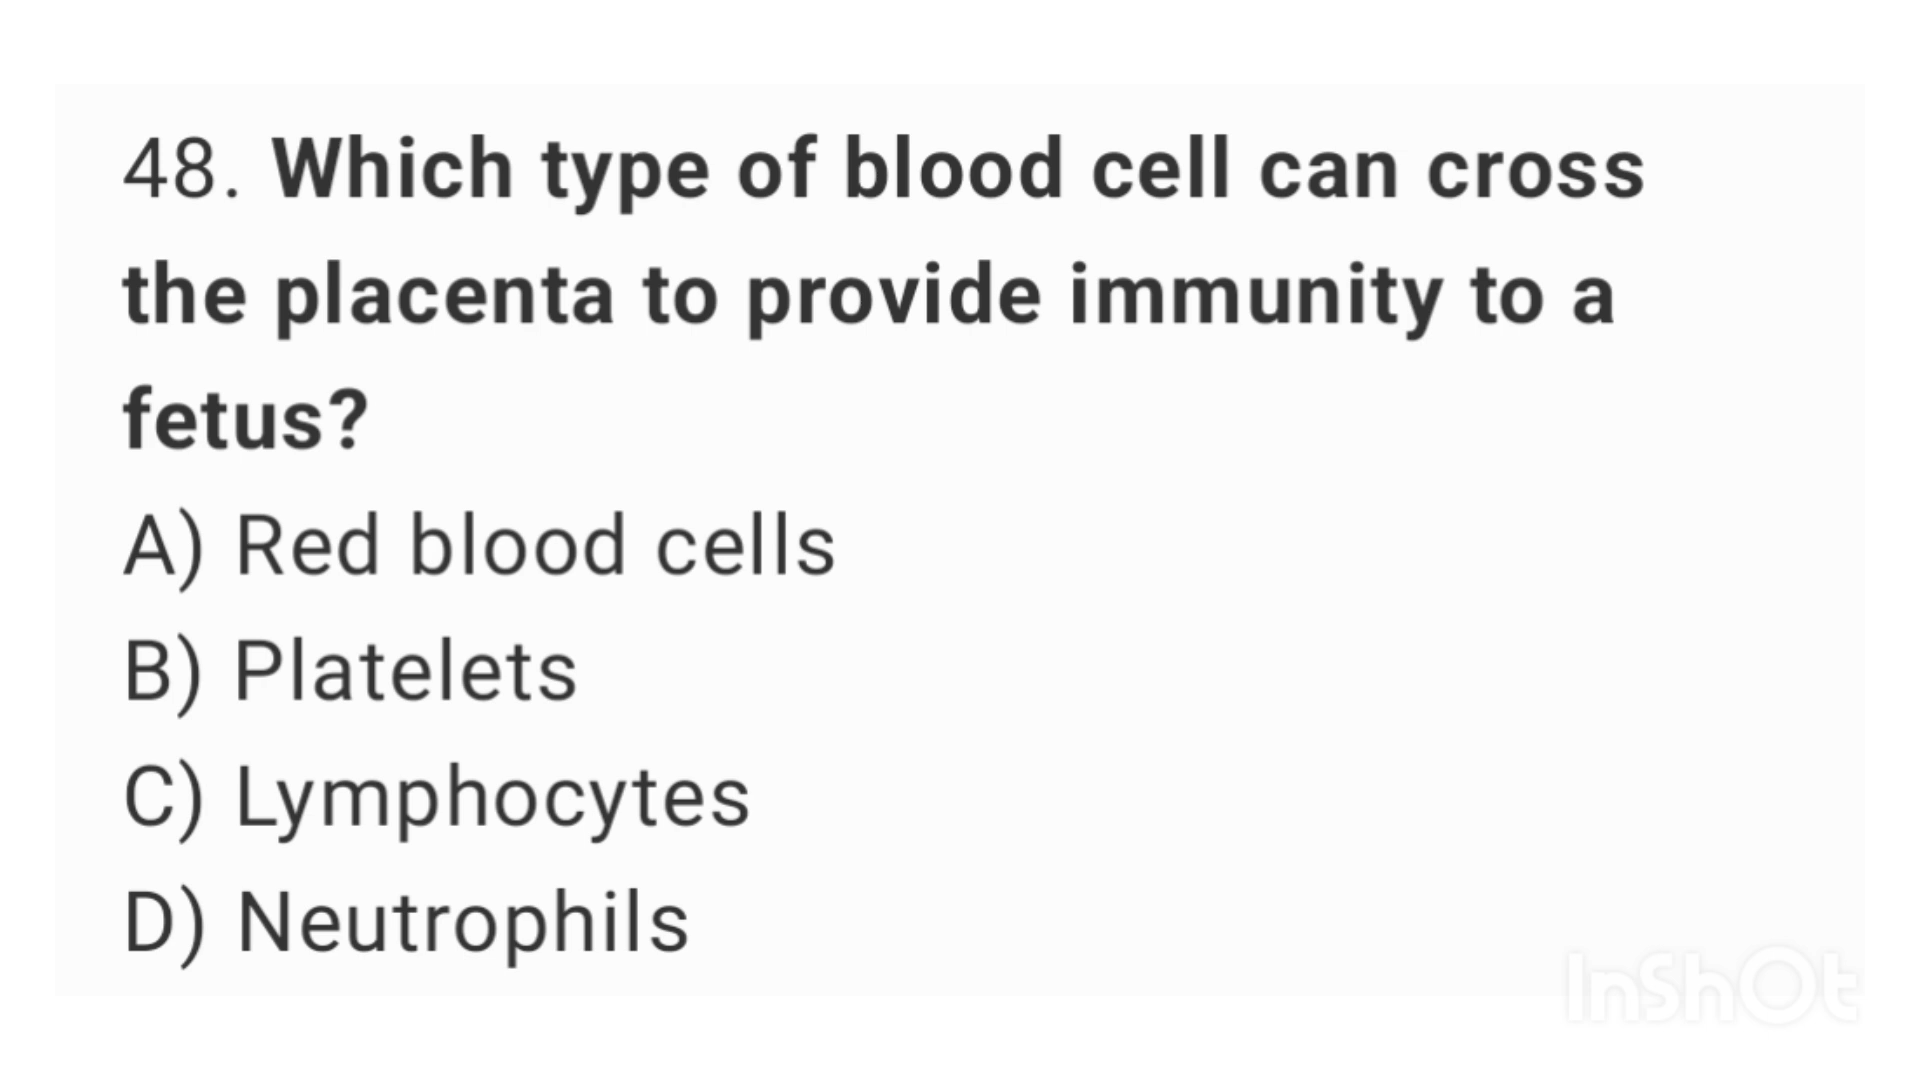 48. Which type of blood cell can cross
the placenta to provide immunity to a
fetus?
A) Red blood cells
B) Platelets
C) Lymphocytes
D) Neutrophils
InShOt